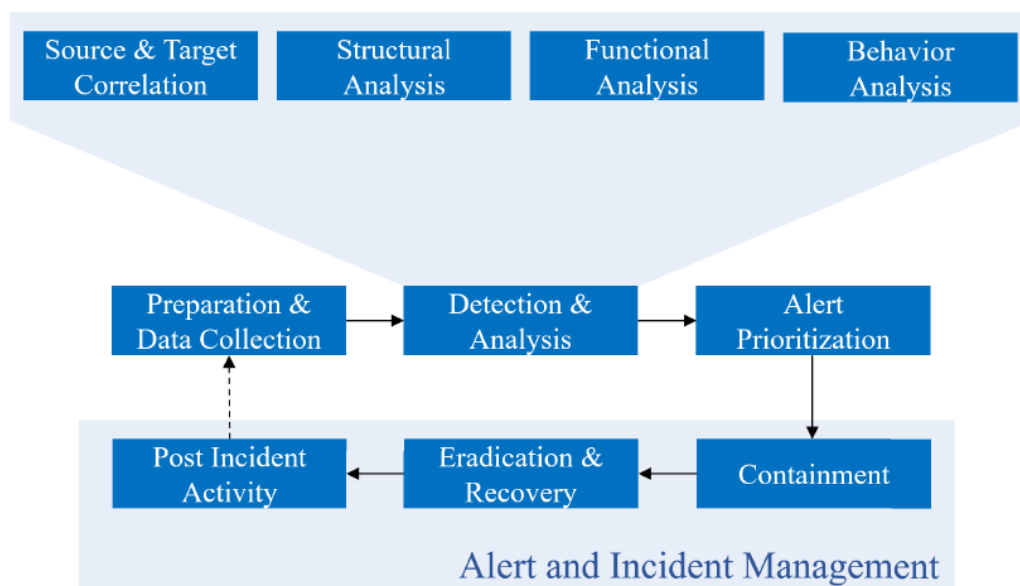 Source & Target
Correlation
Structural
Analysis
Functional
Analysis
Behavior
Analysis
Preparation &
Data Collection
Detection &
Analysis
Alert
Prioritization
Post Incident
Activity
Eradication &
Recovery
Containment
Alert and Incident Management